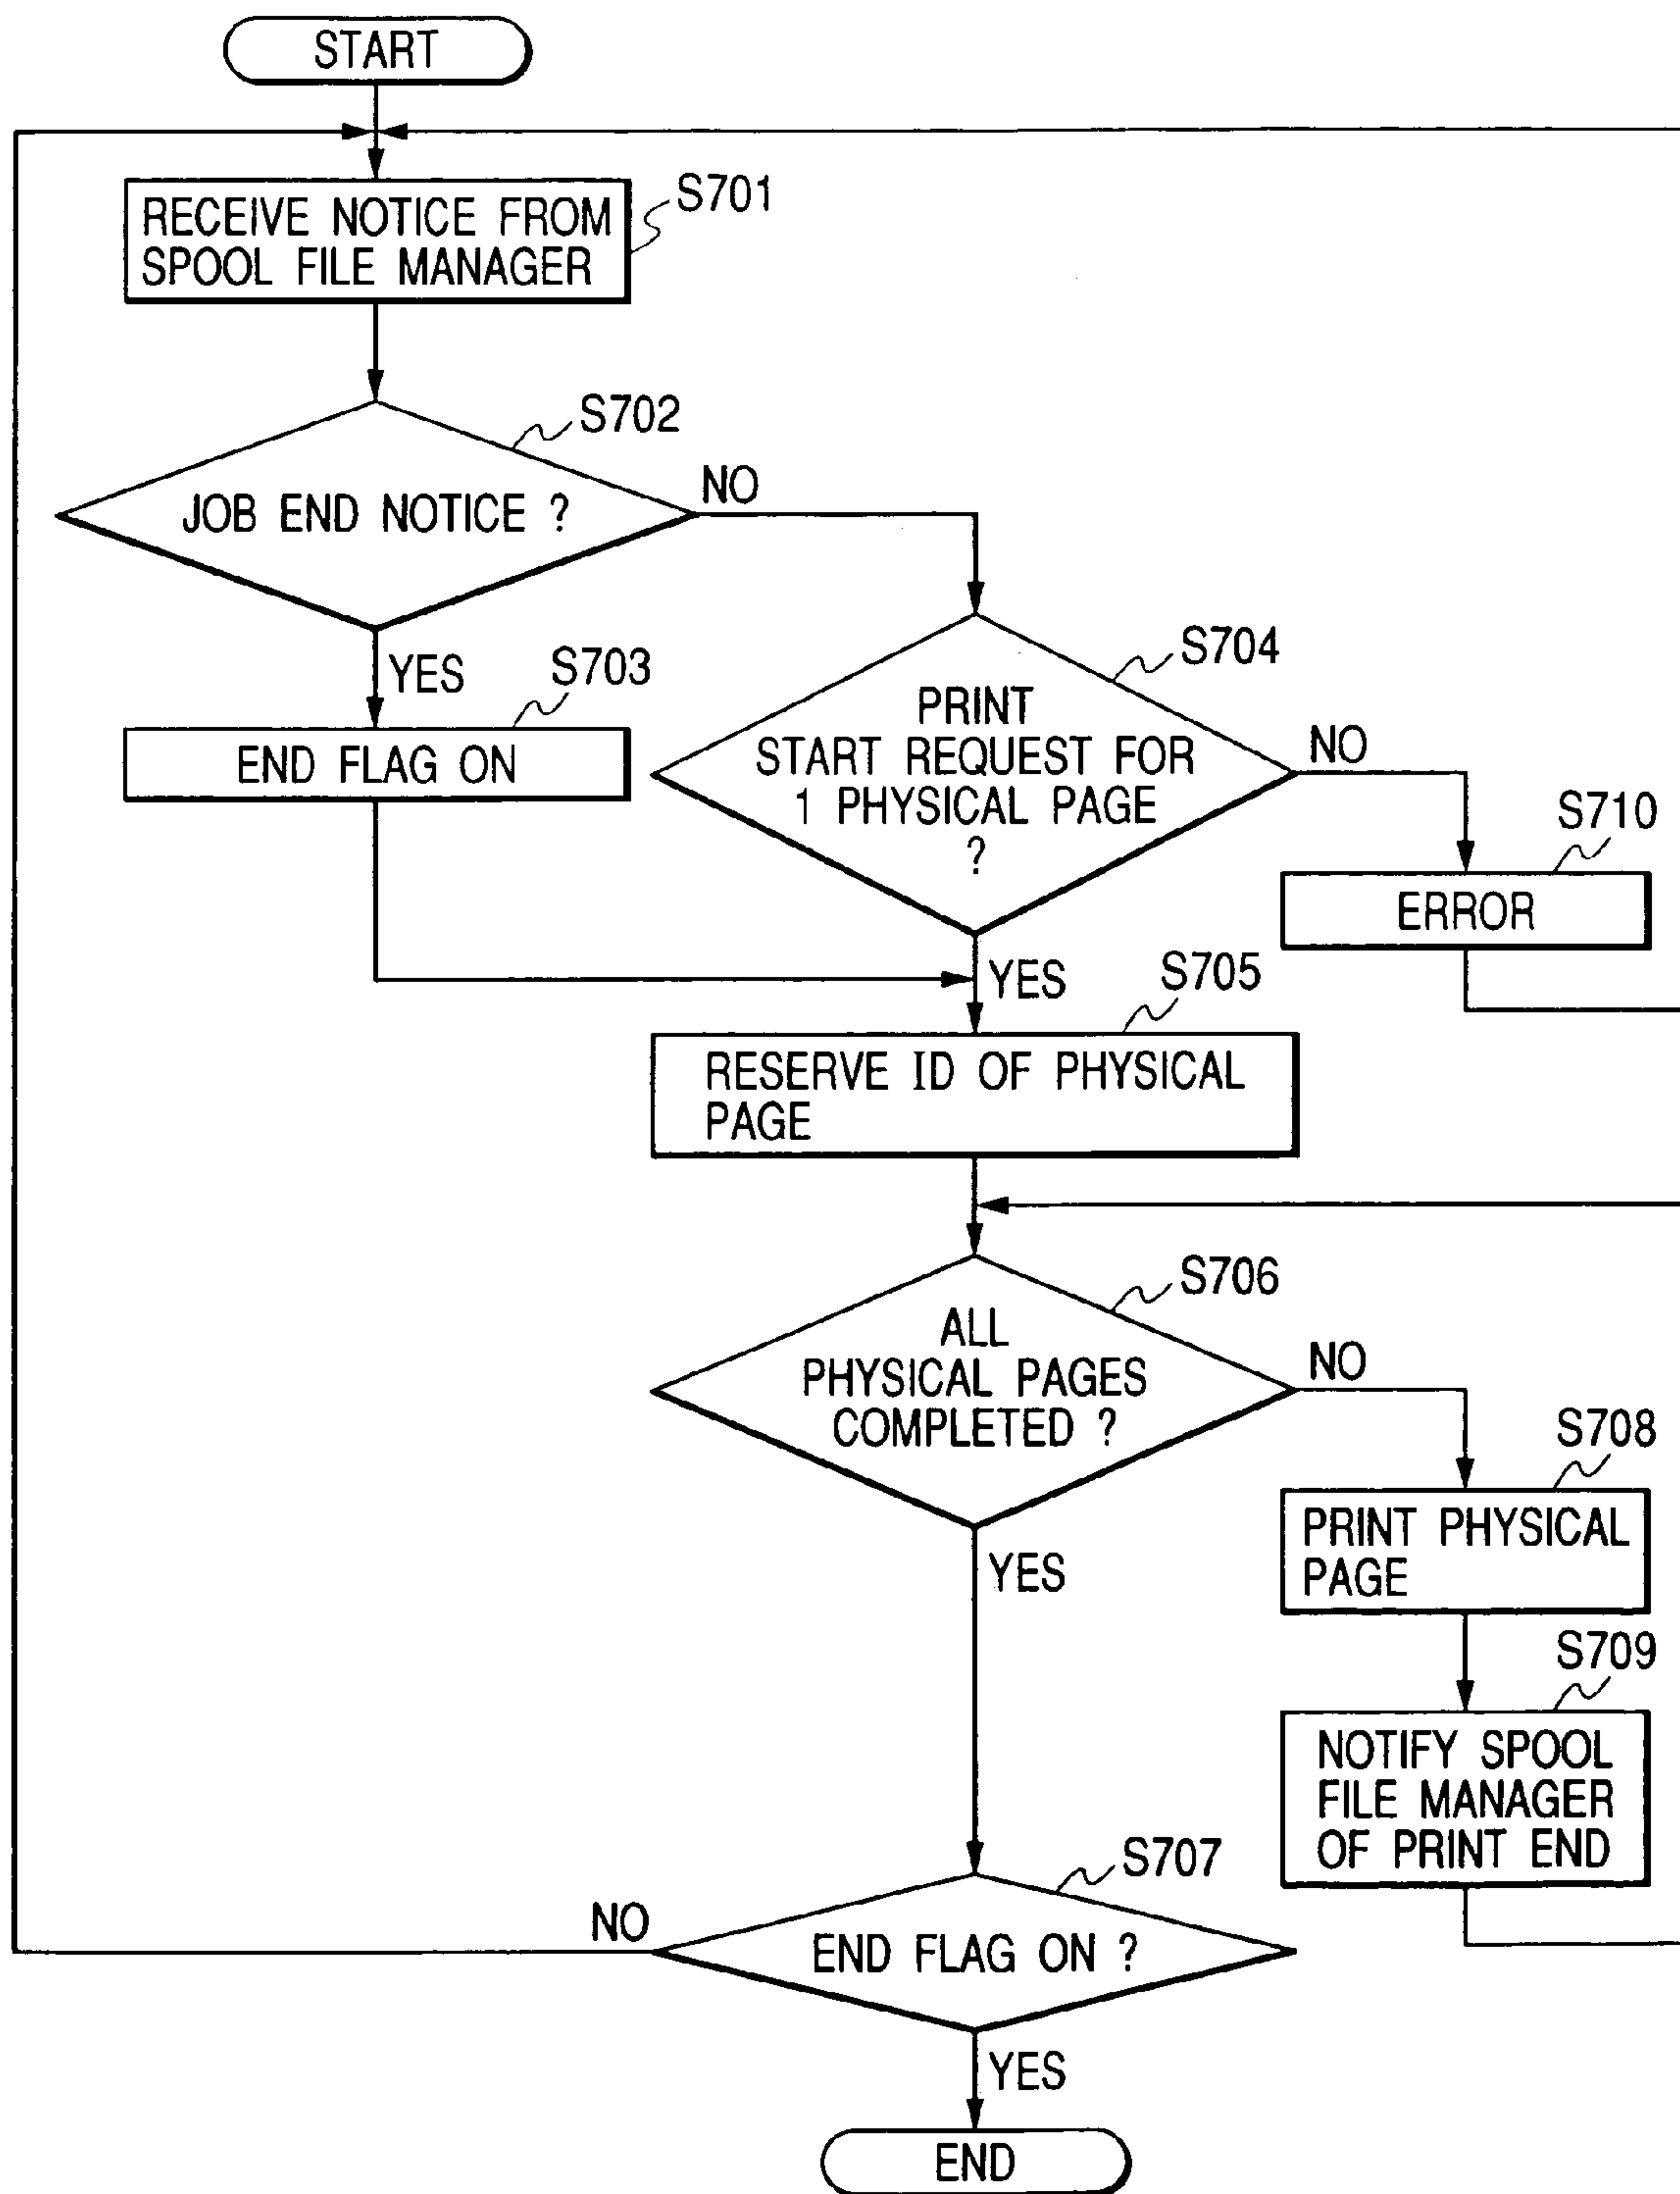 START
RECEIVE NOTICE FROM
SPOOL FILE MANAGER
S701
JOB END NOTICE ?
S702
NO
YES
END FLAG ON
S703
PRINT
START REQUEST FOR
1 PHYSICAL PAGE
?
S704
NO
YES
ERROR
S710
RESERVE ID OF PHYSICAL
PAGE
S705
ALL
PHYSICAL PAGES
COMPLETED ?
S706
NO
YES
PRINT PHYSICAL
PAGE
S708
NOTIFY SPOOL
FILE MANAGER
OF PRINT END
S709
END FLAG ON ?
S707
NO
YES
END